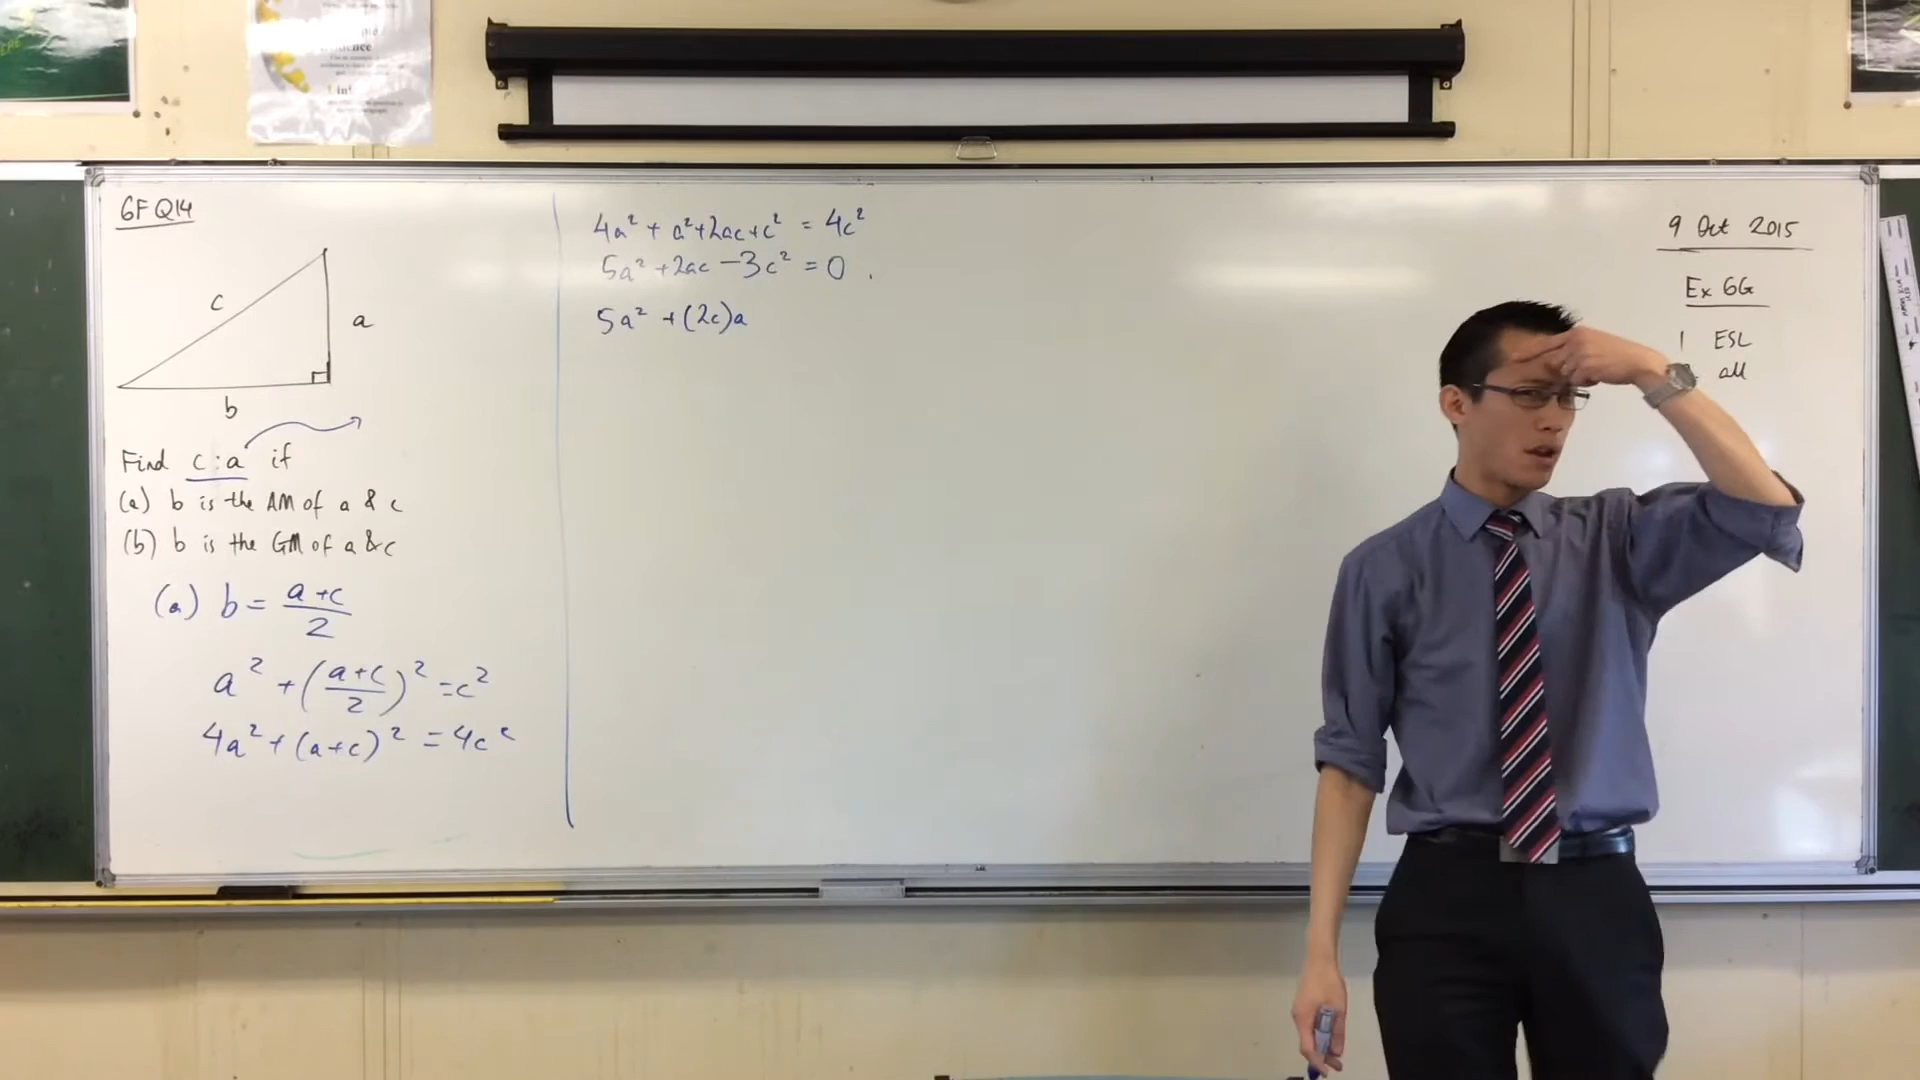 6F Q14
c
a
b
Find c:a if
(a) b is the AM of a & c
(b) b is the GM of a & c
(a) b = \frac{a+c}{2}
a² + (\frac{a+c}{2})² = c²
4a² + (a+c)² = 4c²
4a² + a²+2ac+c² = 4c²
5a² + 2ac - 3c² = 0 .
5a² + (2c)a
9 Oct 2015
Ex 6G
1 ESL
all